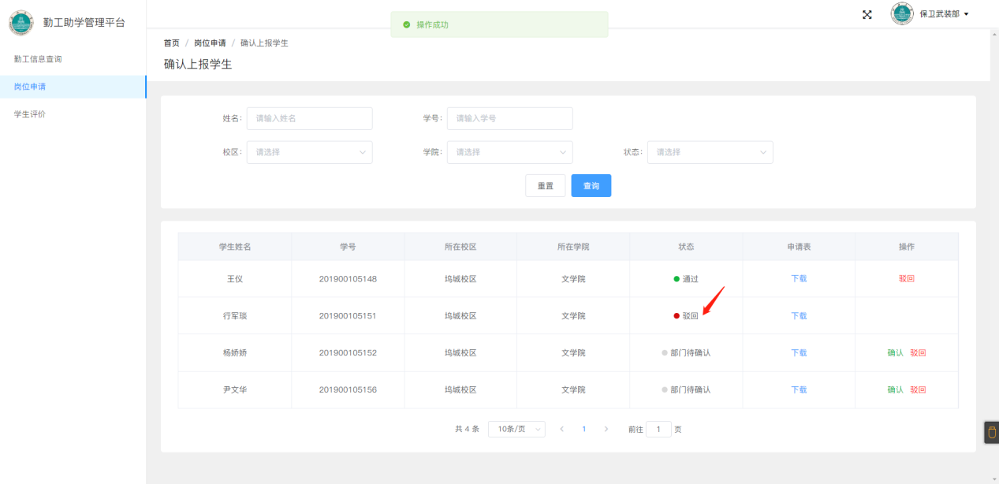 勤工助学管理平台
操作成功
保卫武装部
勤工信息查询
岗位申请
学生评价
首页 / 岗位申请 / 确认上报学生
确认上报学生
姓名: 请输入姓名 学号: 请输入学号
校区: 请选择 学院: 请选择 状态: 请选择
重置 查询
学生姓名 学号 所在校区 所在学院 状态 申请表 操作
王仪 201900105148 坞城校区 文学院 通过 下载 驳回
行军琰 201900105151 坞城校区 文学院 驳回 下载
杨娇娇 201900105152 坞城校区 文学院 部门待确认 下载 确认 驳回
尹文华 201900105156 坞城校区 文学院 部门待确认 下载 确认 驳回
共 4 条 10条/页 1 前往 1 页